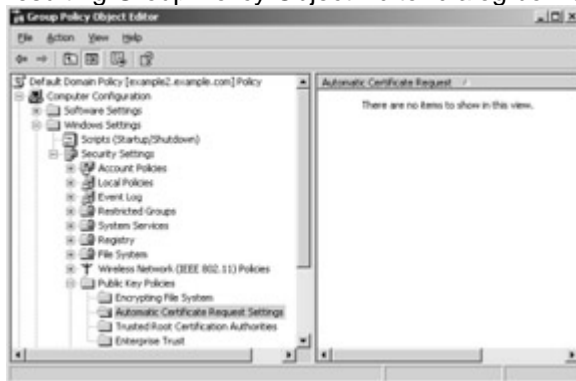 Group Policy Object Editor
File Action View Help
Default Domain Policy [example2.example.com] Policy
Computer Configuration
Software Settings
Windows Settings
Scripts (Startup/Shutdown)
Security Settings
Account Policies
Local Policies
Event Log
Restricted Groups
System Services
Registry
File System
Wireless Network (IEEE 802.11) Policies
Public Key Policies
Encrypting File System
Automatic Certificate Request Settings
Trusted Root Certification Authorities
Enterprise Trust
Automatic Certificate Request
There are no items to show in this view.